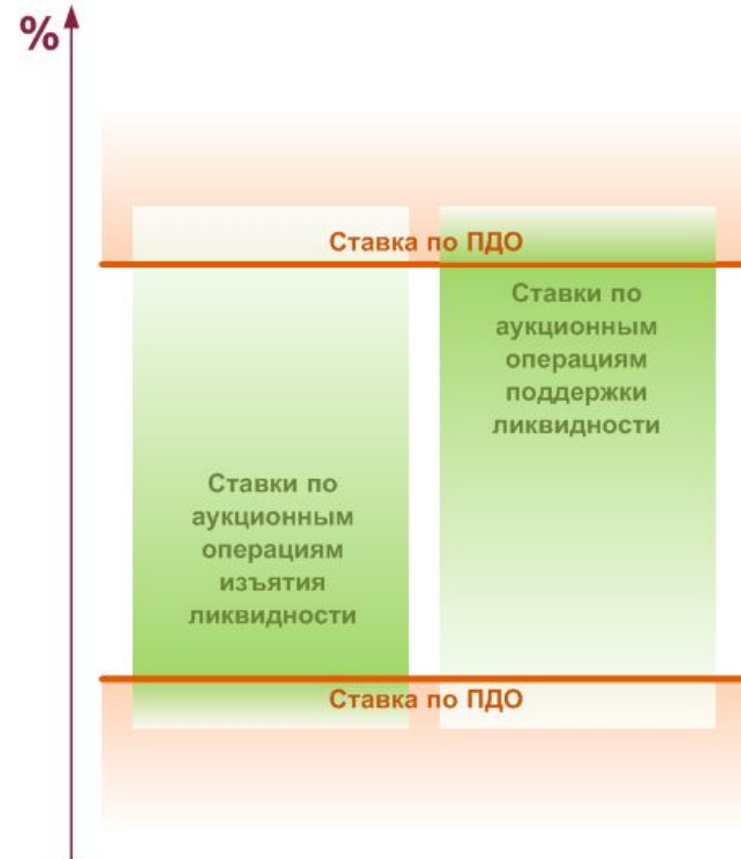 %
Ставка по ПДО
Ставки по
аукционным
операциям
поддержки
ликвидности
Ставки по
аукционным
операциям
изъятия
ликвидности
Ставка по ПДО